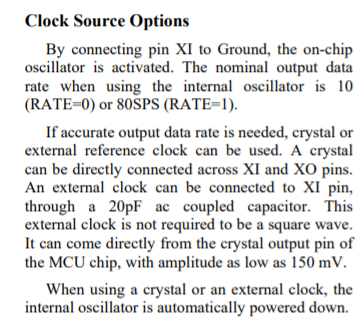 Clock Source Options
By connecting pin XI to Ground, the on-chip
oscillator is activated. The nominal output data
rate when using the internal oscillator is 10
(RATE=0) or 80SPS (RATE=1).
If accurate output data rate is needed, crystal or
external reference clock can be used. A crystal
can be directly connected across XI and XO pins.
An external clock can be connected to XI pin,
through a 20pF ac coupled capacitor. This
external clock is not required to be a square wave.
It can come directly from the crystal output pin of
the MCU chip, with amplitude as low as 150 mV.
When using a crystal or an external clock, the
internal oscillator is automatically powered down.